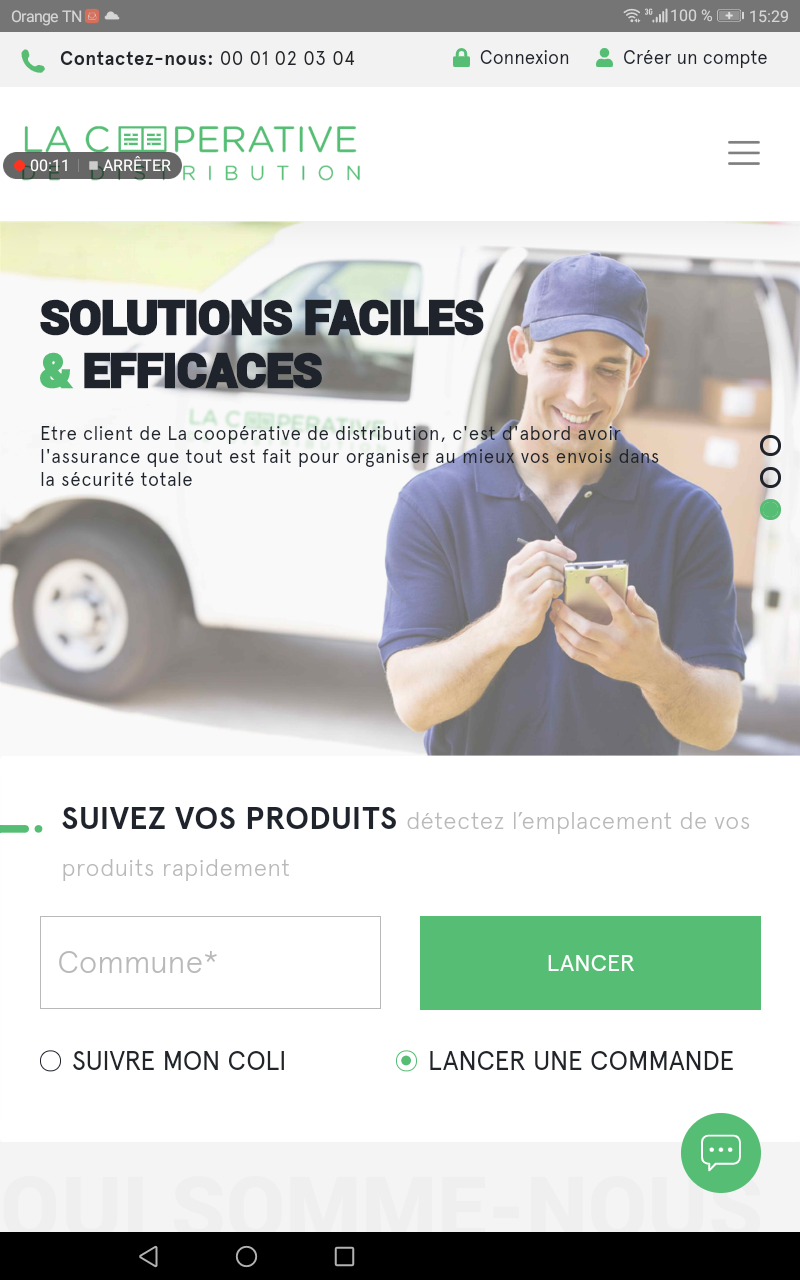 Orange TN
3G 100 % 15:29
Contactez-nous: 00 01 02 03 04
Connexion
Créer un compte
LA COOPERATIVE
DE DISTRIBUTION
00:11 ARRÊTER
SOLUTIONS FACILES
& EFFICACES
LA COOPERATIVE
Etre client de La coopérative de distribution, c'est d'abord avoir
l'assurance que tout est fait pour organiser au mieux vos envois dans
la sécurité totale
SUIVEZ VOS PRODUITS détectez l’emplacement de vos
produits rapidement
Commune*
LANCER
SUIVRE MON COLI
LANCER UNE COMMANDE
QUI SOMME-NOUS